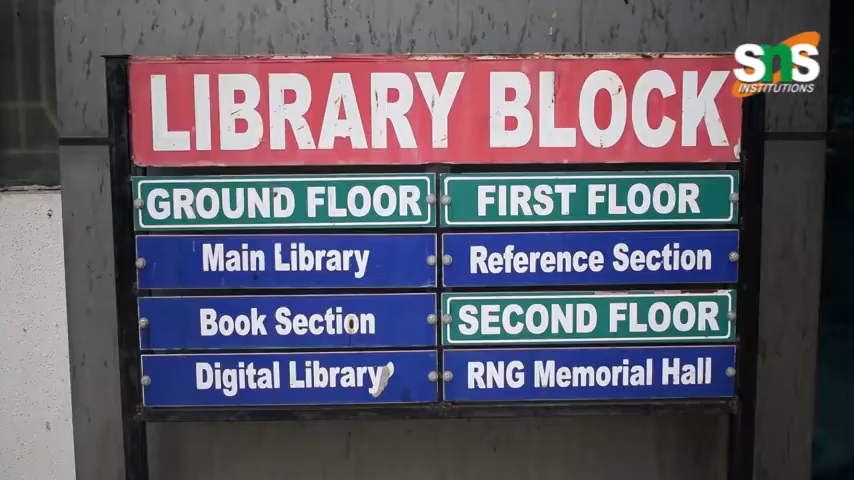 LIBRARY BLOCK
SNS
INSTITUTIONS
GROUND FLOOR
Main Library
Book Section
Digital Library
FIRST FLOOR
Reference Section
SECOND FLOOR
RNG Memorial Hall